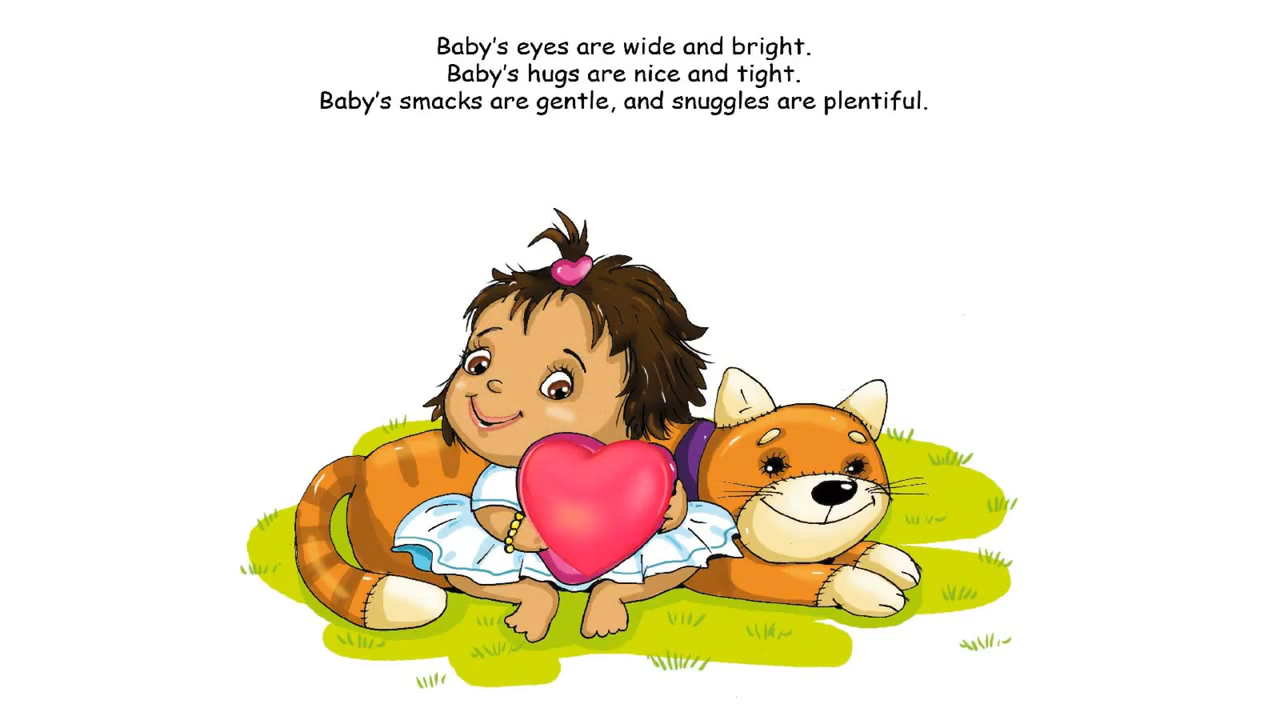 Baby's eyes are wide and bright.
Baby's hugs are nice and tight.
Baby's smacks are gentle, and snuggles are plentiful.